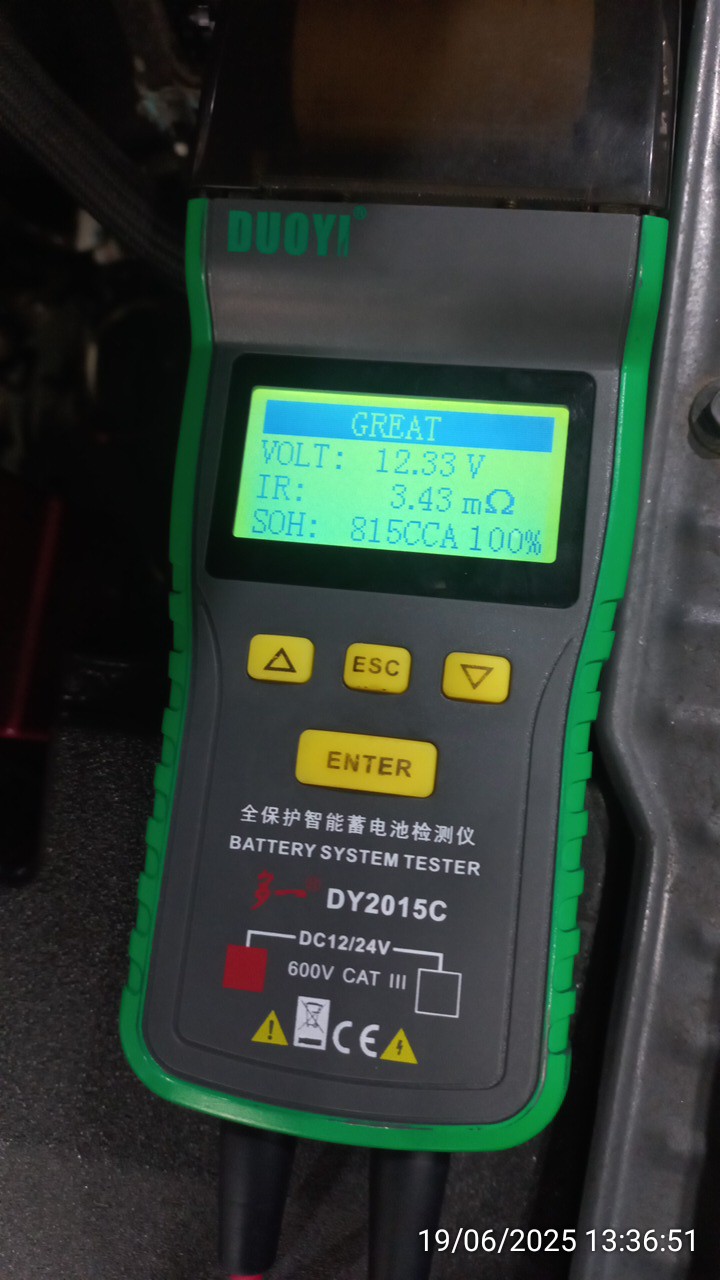 DUOYI®
GREAT
VOLT: 12.33 V
IR: 3.43 mΩ
SOH: 815CCA 100%
ESC
ENTER
全保护智能蓄电池检测仪
BATTERY SYSTEM TESTER
多一® DY2015C
DC12/24V
600V CAT III
CE
19/06/2025 13:36:51